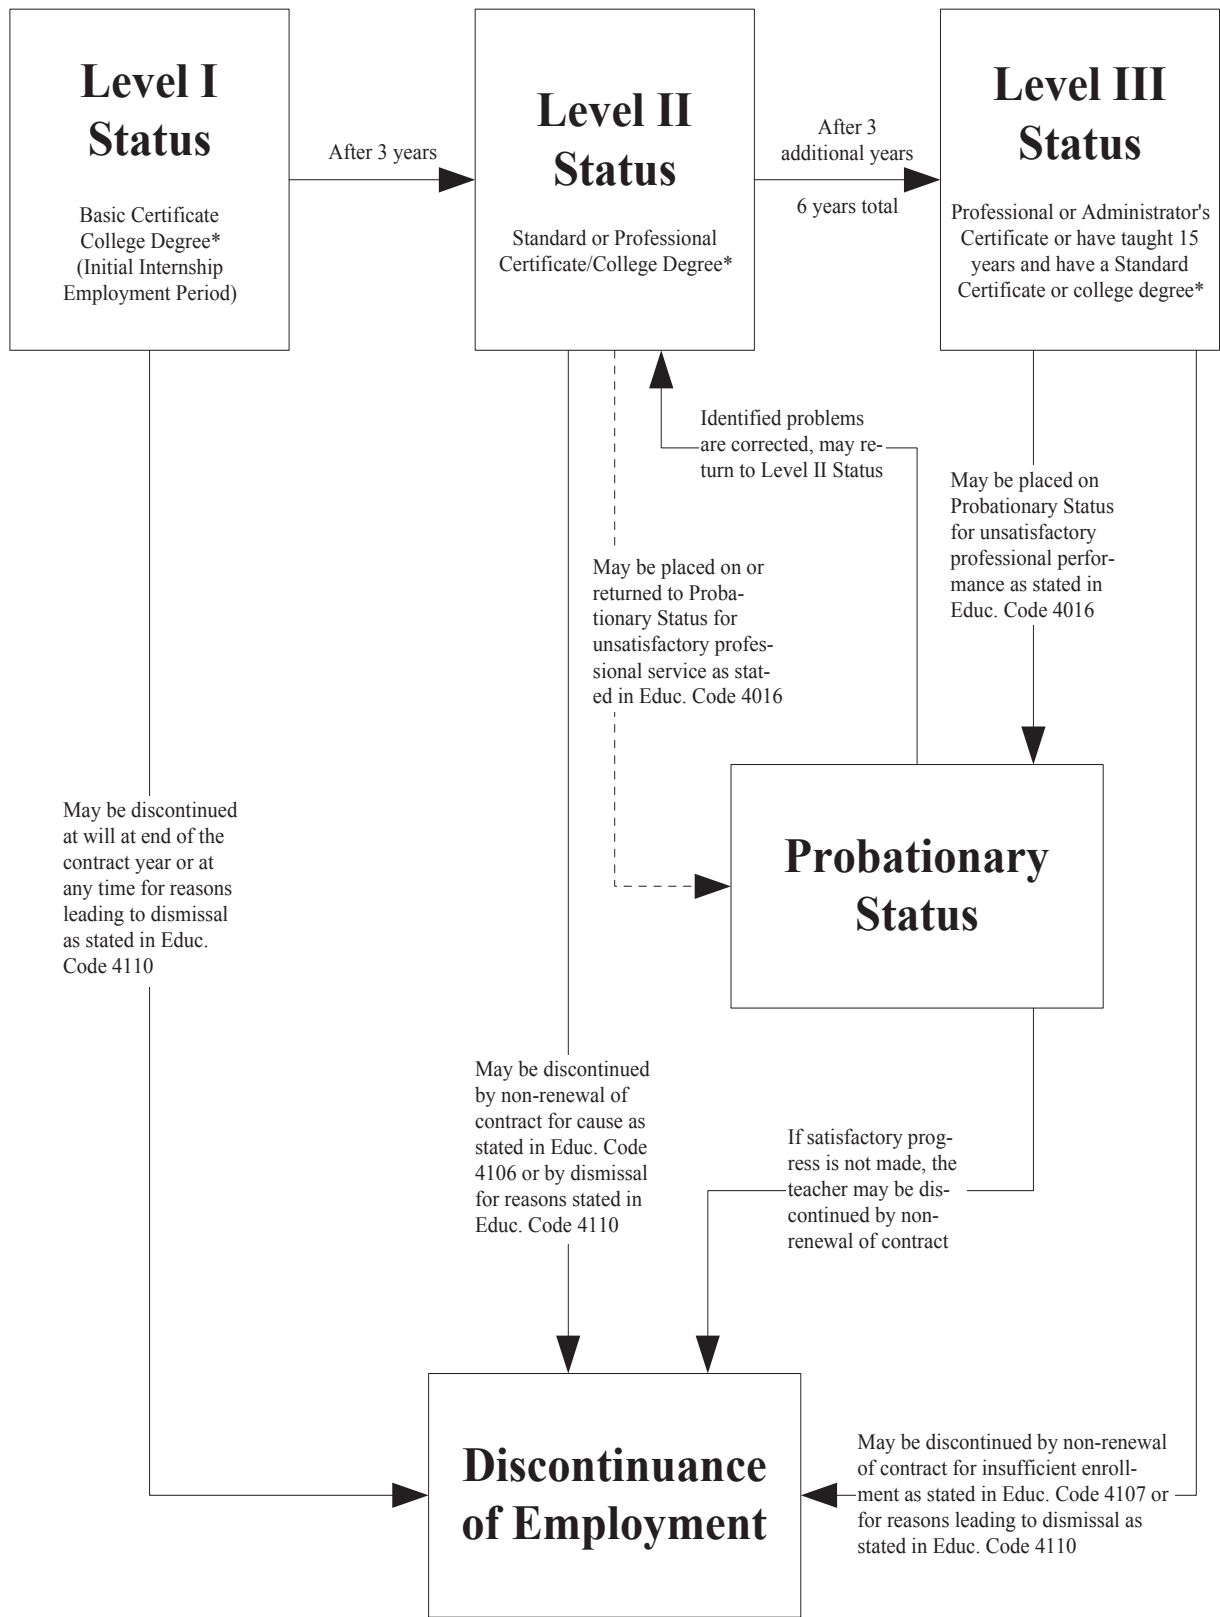 Level I
Status
Basic Certificate
College Degree*
(Initial Internship
Employment Period)
After 3 years
Level II
Status
Standard or Professional
Certificate/College Degree*
After 3
additional years
6 years total
Level III
Status
Professional or Administrator's
Certificate or have taught 15
years and have a Standard
Certificate or college degree*
Identified problems
are corrected, may re-
turn to Level II Status
May be placed on
Probationary Status
for unsatisfactory
professional perfor-
mance as stated in
Educ. Code 4016
May be placed on or
returned to Proba-
tionary Status for
unsatisfactory profes-
sional service as stat-
ed in Educ. Code 4016
May be discontinued
at will at end of the
contract year or at
any time for reasons
leading to dismissal
as stated in Educ.
Code 4110
Probationary
Status
May be discontinued
by non-renewal of
contract for cause as
stated in Educ. Code
4106 or by dismissal
for reasons stated in
Educ. Code 4110
If satisfactory prog-
ress is not made, the
teacher may be dis-
continued by non-
renewal of contract
Discontinuance
of Employment
May be discontinued by non-renewal
of contract for insufficient enroll-
ment as stated in Educ. Code 4107 or
for reasons leading to dismissal as
stated in Educ. Code 4110